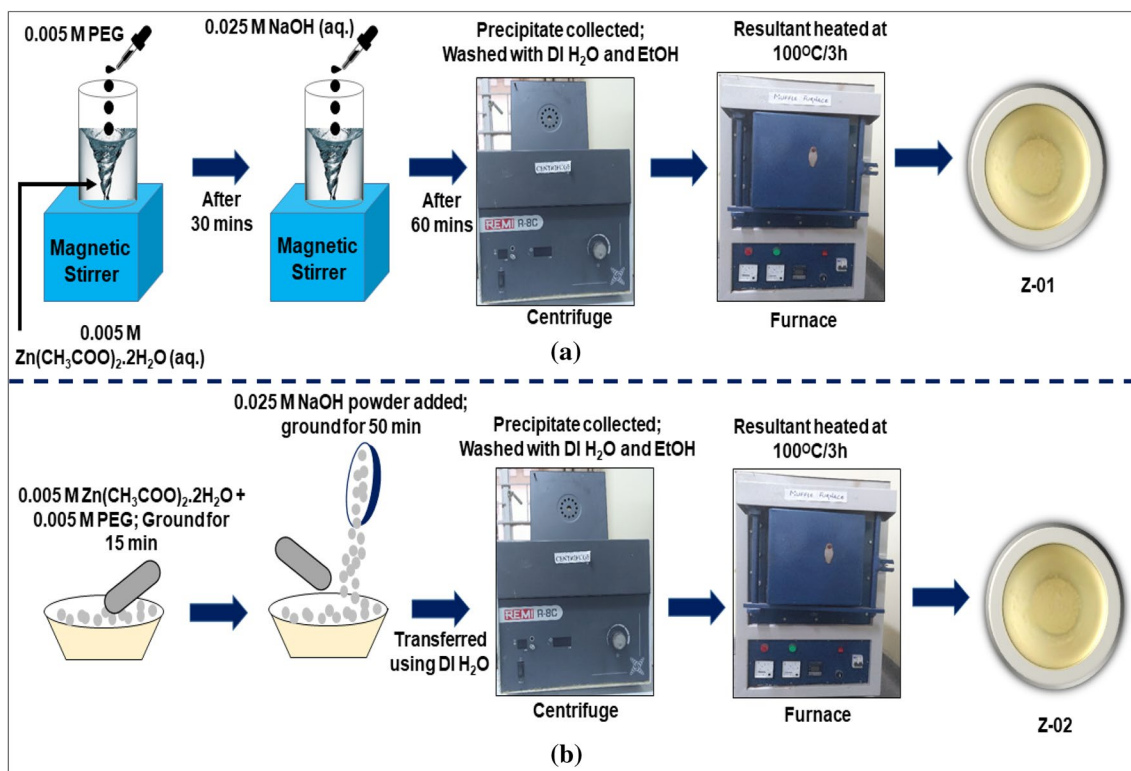 (a)
0.005 M PEG
0.025 M NaOH (aq.)
Precipitate collected;
Washed with DI H₂O and EtOH
Resultant heated at
100⁰C/3h
After
30 mins
After
60 mins
Magnetic
Stirrer
Magnetic
Stirrer
0.005 M
Zn(CH₃COO)₂.2H₂O (aq.)
CENTRIFUGE
REMI R-8C
Centrifuge
Muffle Furnace
Furnace
Z-01
(b)
0.005 M Zn(CH₃COO)₂.2H₂O +
0.005 M PEG; Ground for
15 min
0.025 M NaOH powder added;
ground for 50 min
Transferred
using DI H₂O
Precipitate collected;
Washed with DI H₂O and EtOH
CENTRIFUGE
REMI R-8C
Centrifuge
Resultant heated at
100⁰C/3h
Muffle Furnace
Furnace
Z-02